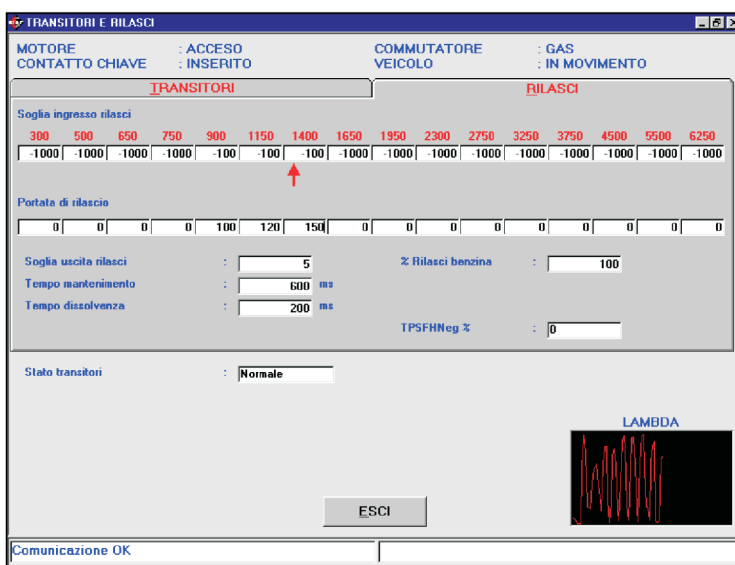 TRANSITORI E RILASCI
MOTORE : ACCESO COMMUTATORE : GAS
CONTATTO CHIAVE : INSERITO VEICOLO : IN MOVIMENTO
TRANSITORI RILASCI
Soglia ingresso rilasci
300 500 650 750 900 1150 1400 1650 1950 2300 2750 3250 3750 4500 5500 6250
-1000 -1000 -1000 -1000 -100 -100 -100 -1000 -1000 -1000 -1000 -1000 -1000 -1000 -1000 -1000
Portata di rilascio
0 0 0 0 100 120 150 0 0 0 0 0 0 0 0 0
Soglia uscita rilasci : 5 % Rilasci benzina : 100
Tempo mantenimento : 600 ms
Tempo dissolvenza : 200 ms
TPSFHNeg % : 0
Stato transitori : Normale
LAMBDA
ESCI
Comunicazione OK